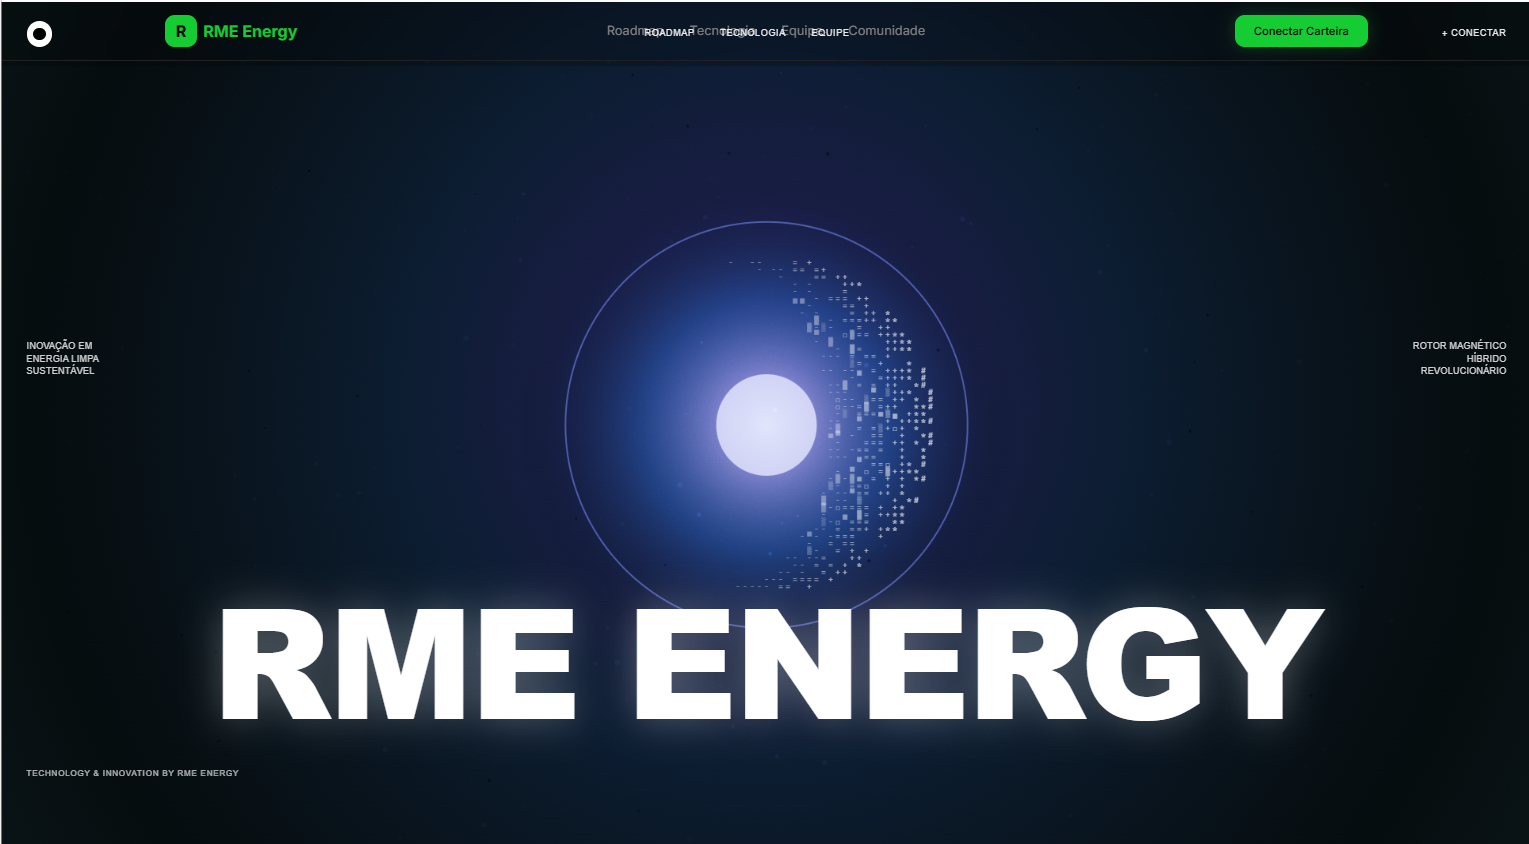 R RME Energy
Roadmap Tecnologia Equipe Comunidade
ROADMAP TECNOLOGIA EQUIPE
Conectar Carteira
+ CONECTAR
INOVAÇÃO EM
ENERGIA LIMPA
SUSTENTÁVEL
ROTOR MAGNÉTICO
HÍBRIDO
REVOLUCIONÁRIO
RME ENERGY
TECHNOLOGY & INNOVATION BY RME ENERGY